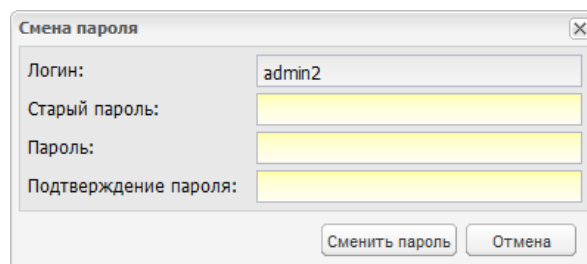 Смена пароля
Логин: admin2
Старый пароль:
Пароль:
Подтверждение пароля:
Сменить пароль Отмена